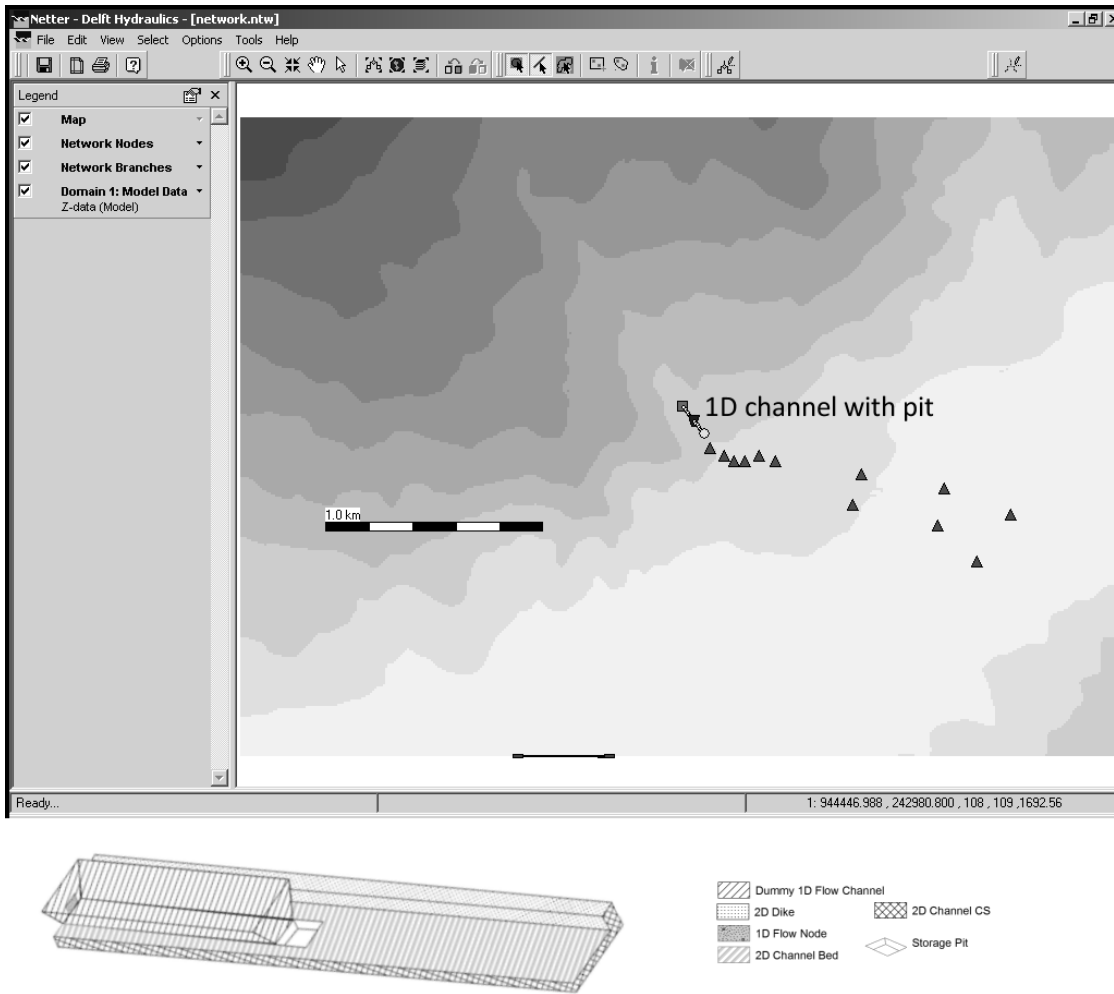 Netter - Delft Hydraulics - [network.ntw]
File Edit View Select Options Tools Help
Legend
Map
Network Nodes
Network Branches
Domain 1: Model Data
Z-data (Model)
1D channel with pit
1.0 km
Ready...
1: 944446.988 , 242980.800 , 108 , 109 ,1692.56
Dummy 1D Flow Channel
2D Dike
2D Channel CS
1D Flow Node
Storage Pit
2D Channel Bed